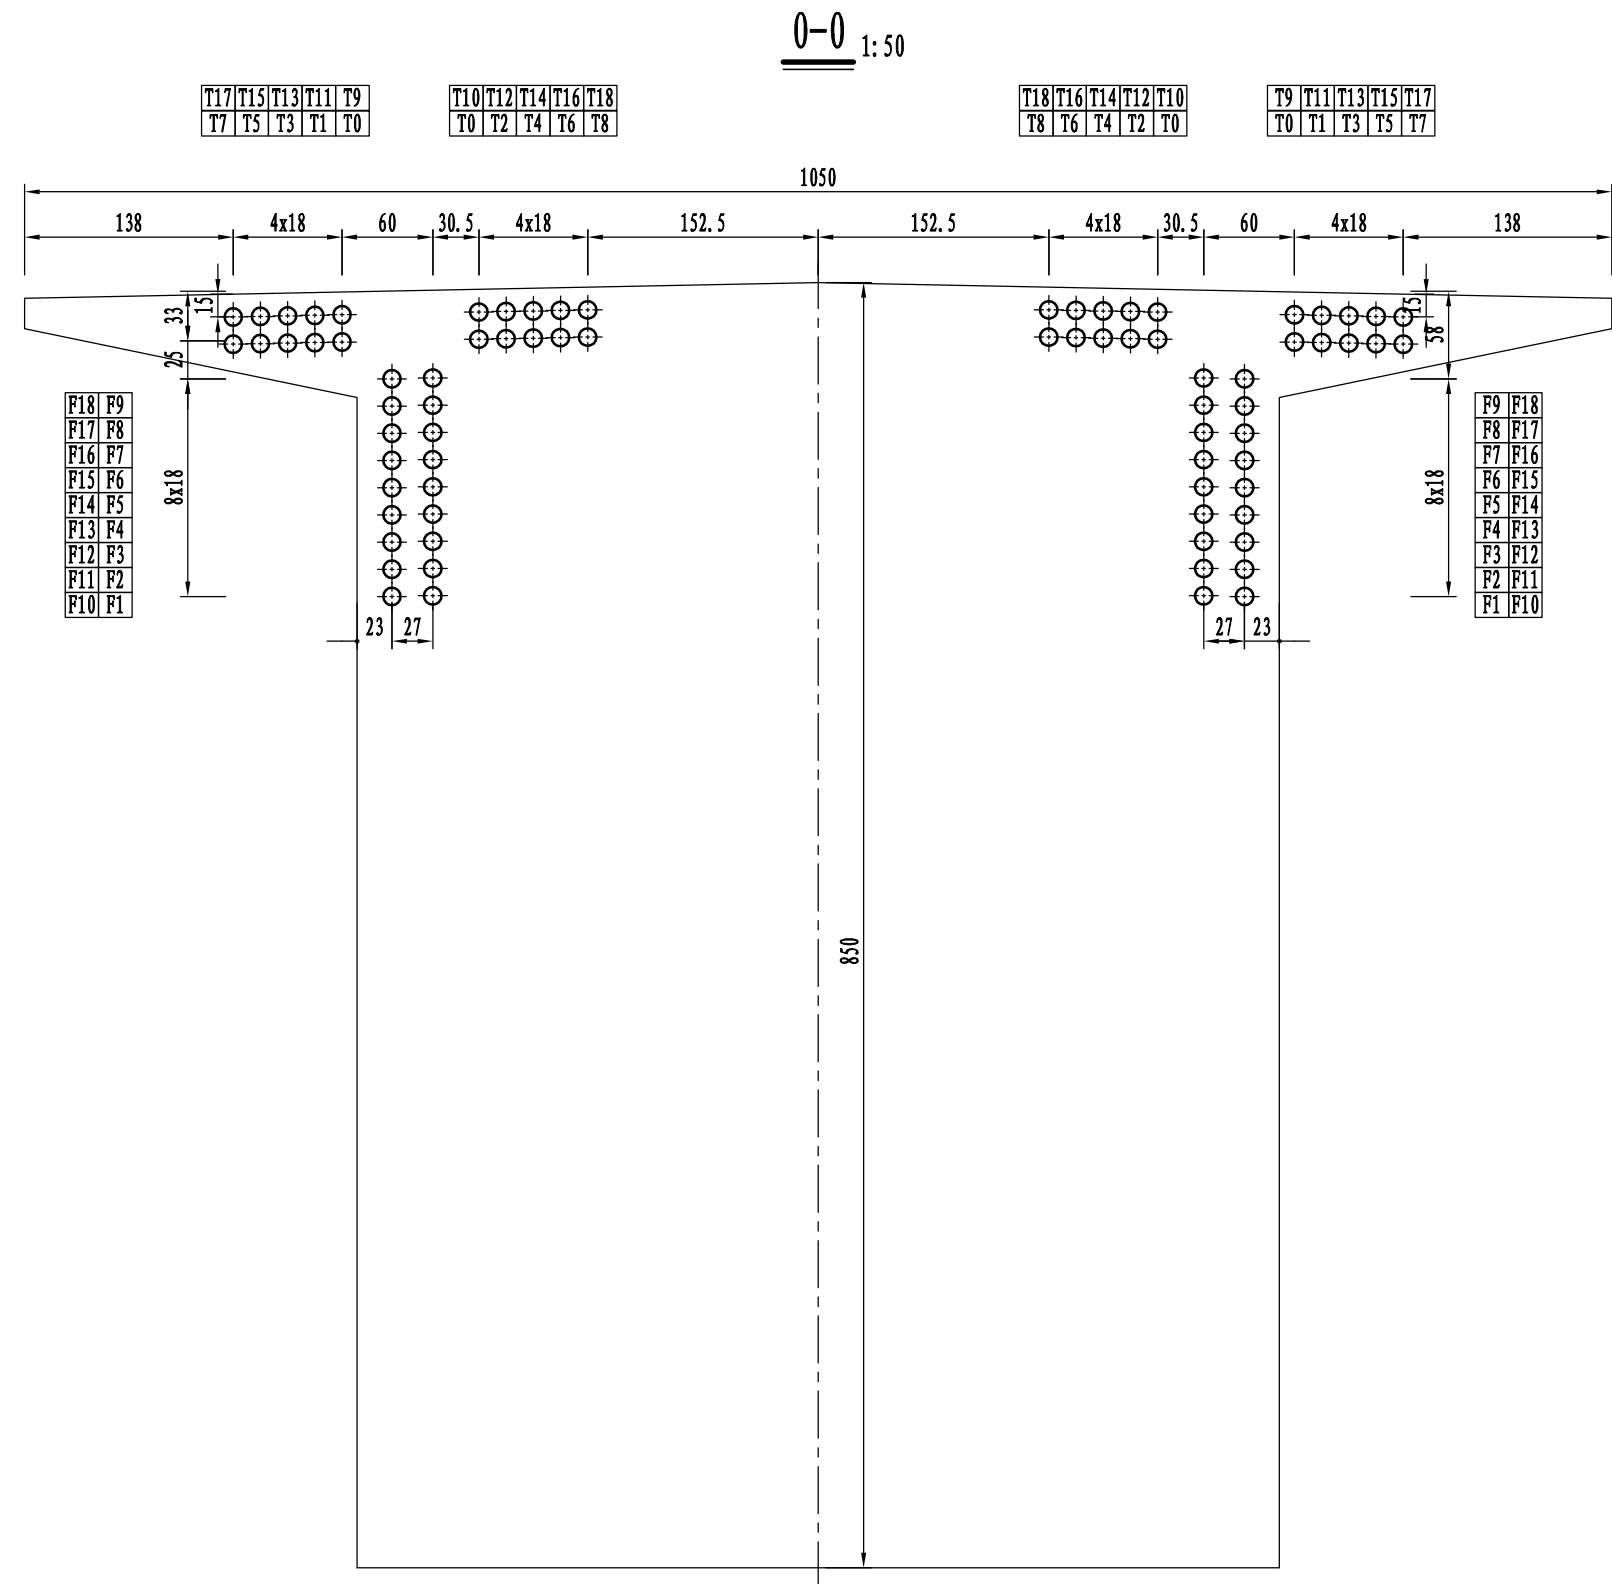 0-0 1:50
T17 T15 T13 T11 T9 T10 T12 T14 T16 T18 T18 T16 T14 T12 T10 T9 T11 T13 T15 T17
T7 T5 T3 T1 T0 T0 T2 T4 T6 T8 T8 T6 T4 T2 T0 T0 T1 T3 T5 T7
1050
138 4x18 60 30.5 4x18 152.5 152.5 4x18 30.5 60 4x18 138
33 15 15 58
25
F18 F9 F9 F18
F17 F8 F8 F17
F16 F7 F7 F16
F15 F6 8x18 8x18 F6 F15
F14 F5 F5 F14
F13 F4 F4 F13
F12 F3 F3 F12
F11 F2 F2 F11
F10 F1 F1 F10
23 27 27 23
850